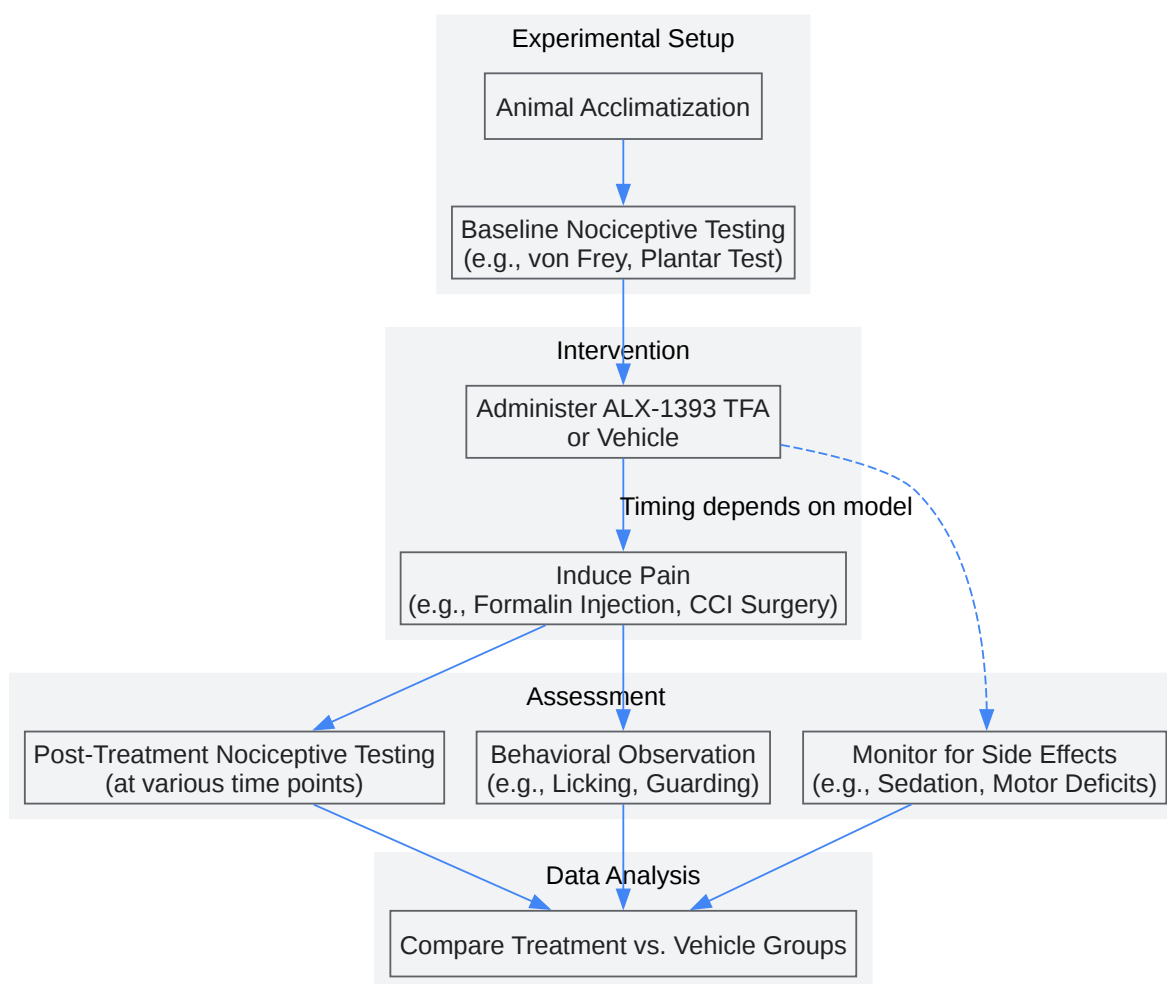 Experimental Setup
Animal Acclimatization
Baseline Nociceptive Testing
(e.g., von Frey, Plantar Test)
Intervention
Administer ALX-1393 TFA
or Vehicle
Timing depends on model
Induce Pain
(e.g., Formalin Injection, CCI Surgery)
Assessment
Post-Treatment Nociceptive Testing
(at various time points)
Behavioral Observation
(e.g., Licking, Guarding)
Monitor for Side Effects
(e.g., Sedation, Motor Deficits)
Data Analysis
Compare Treatment vs. Vehicle Groups